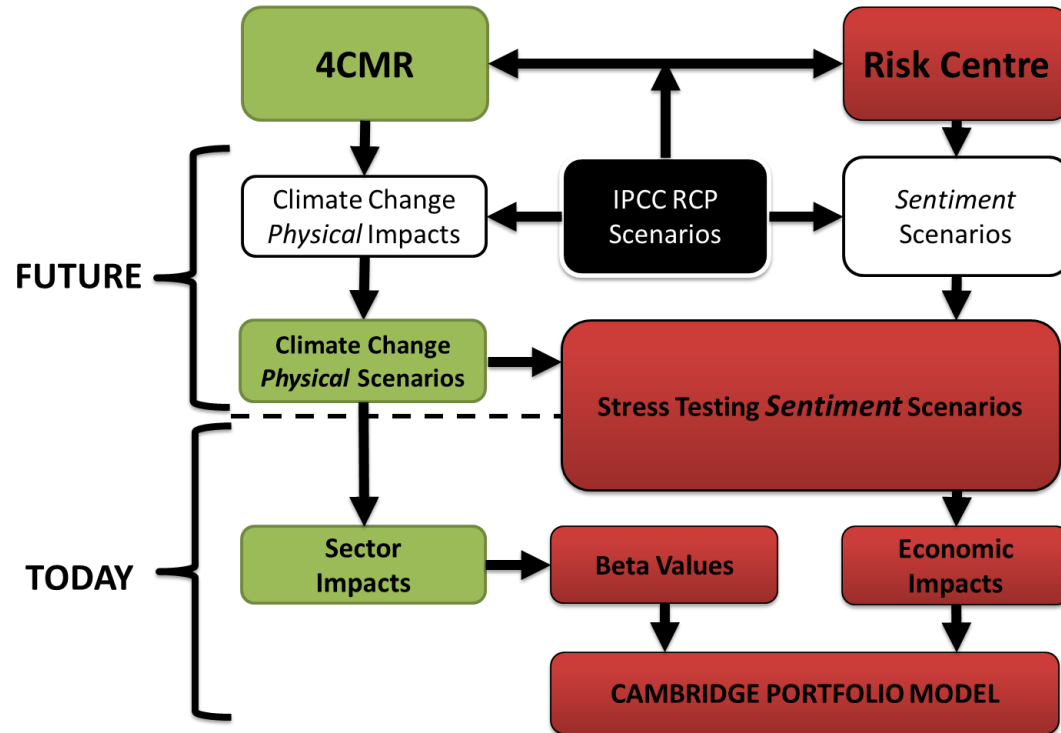 4CMR
Risk Centre
Climate Change
Physical Impacts
IPCC RCP
Scenarios
Sentiment
Scenarios
FUTURE
Climate Change
Physical Scenarios
Stress Testing Sentiment Scenarios
TODAY
Sector
Impacts
Beta Values
Economic
Impacts
CAMBRIDGE PORTFOLIO MODEL